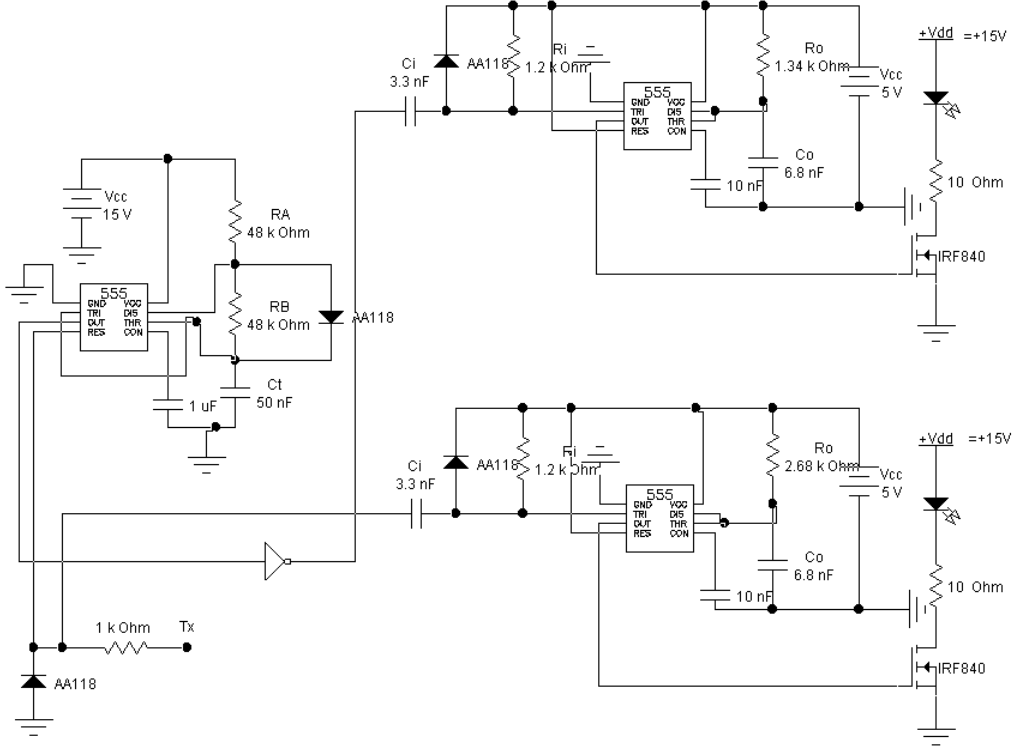 +Vdd =+15V
Ci
3.3 nF
AA118
Ri
1.2 k Ohm
555
GND VCC
TRI DIS
OUT THR
RES CON
Ro
1.34 k Ohm
Vcc
5 V
10 nF
Co
6.8 nF
10 Ohm
IRF840
Vcc
15 V
RA
48 k Ohm
555
GND VCC
TRI DIS
OUT THR
RES CON
RB
48 k Ohm
AA118
1 uF
Ct
50 nF
+Vdd =+15V
Ci
3.3 nF
AA118
Ri
1.2 k Ohm
555
GND VCC
TRI DIS
OUT THR
RES CON
Ro
2.68 k Ohm
Vcc
5 V
10 nF
Co
6.8 nF
10 Ohm
IRF840
1 k Ohm
Tx
AA118